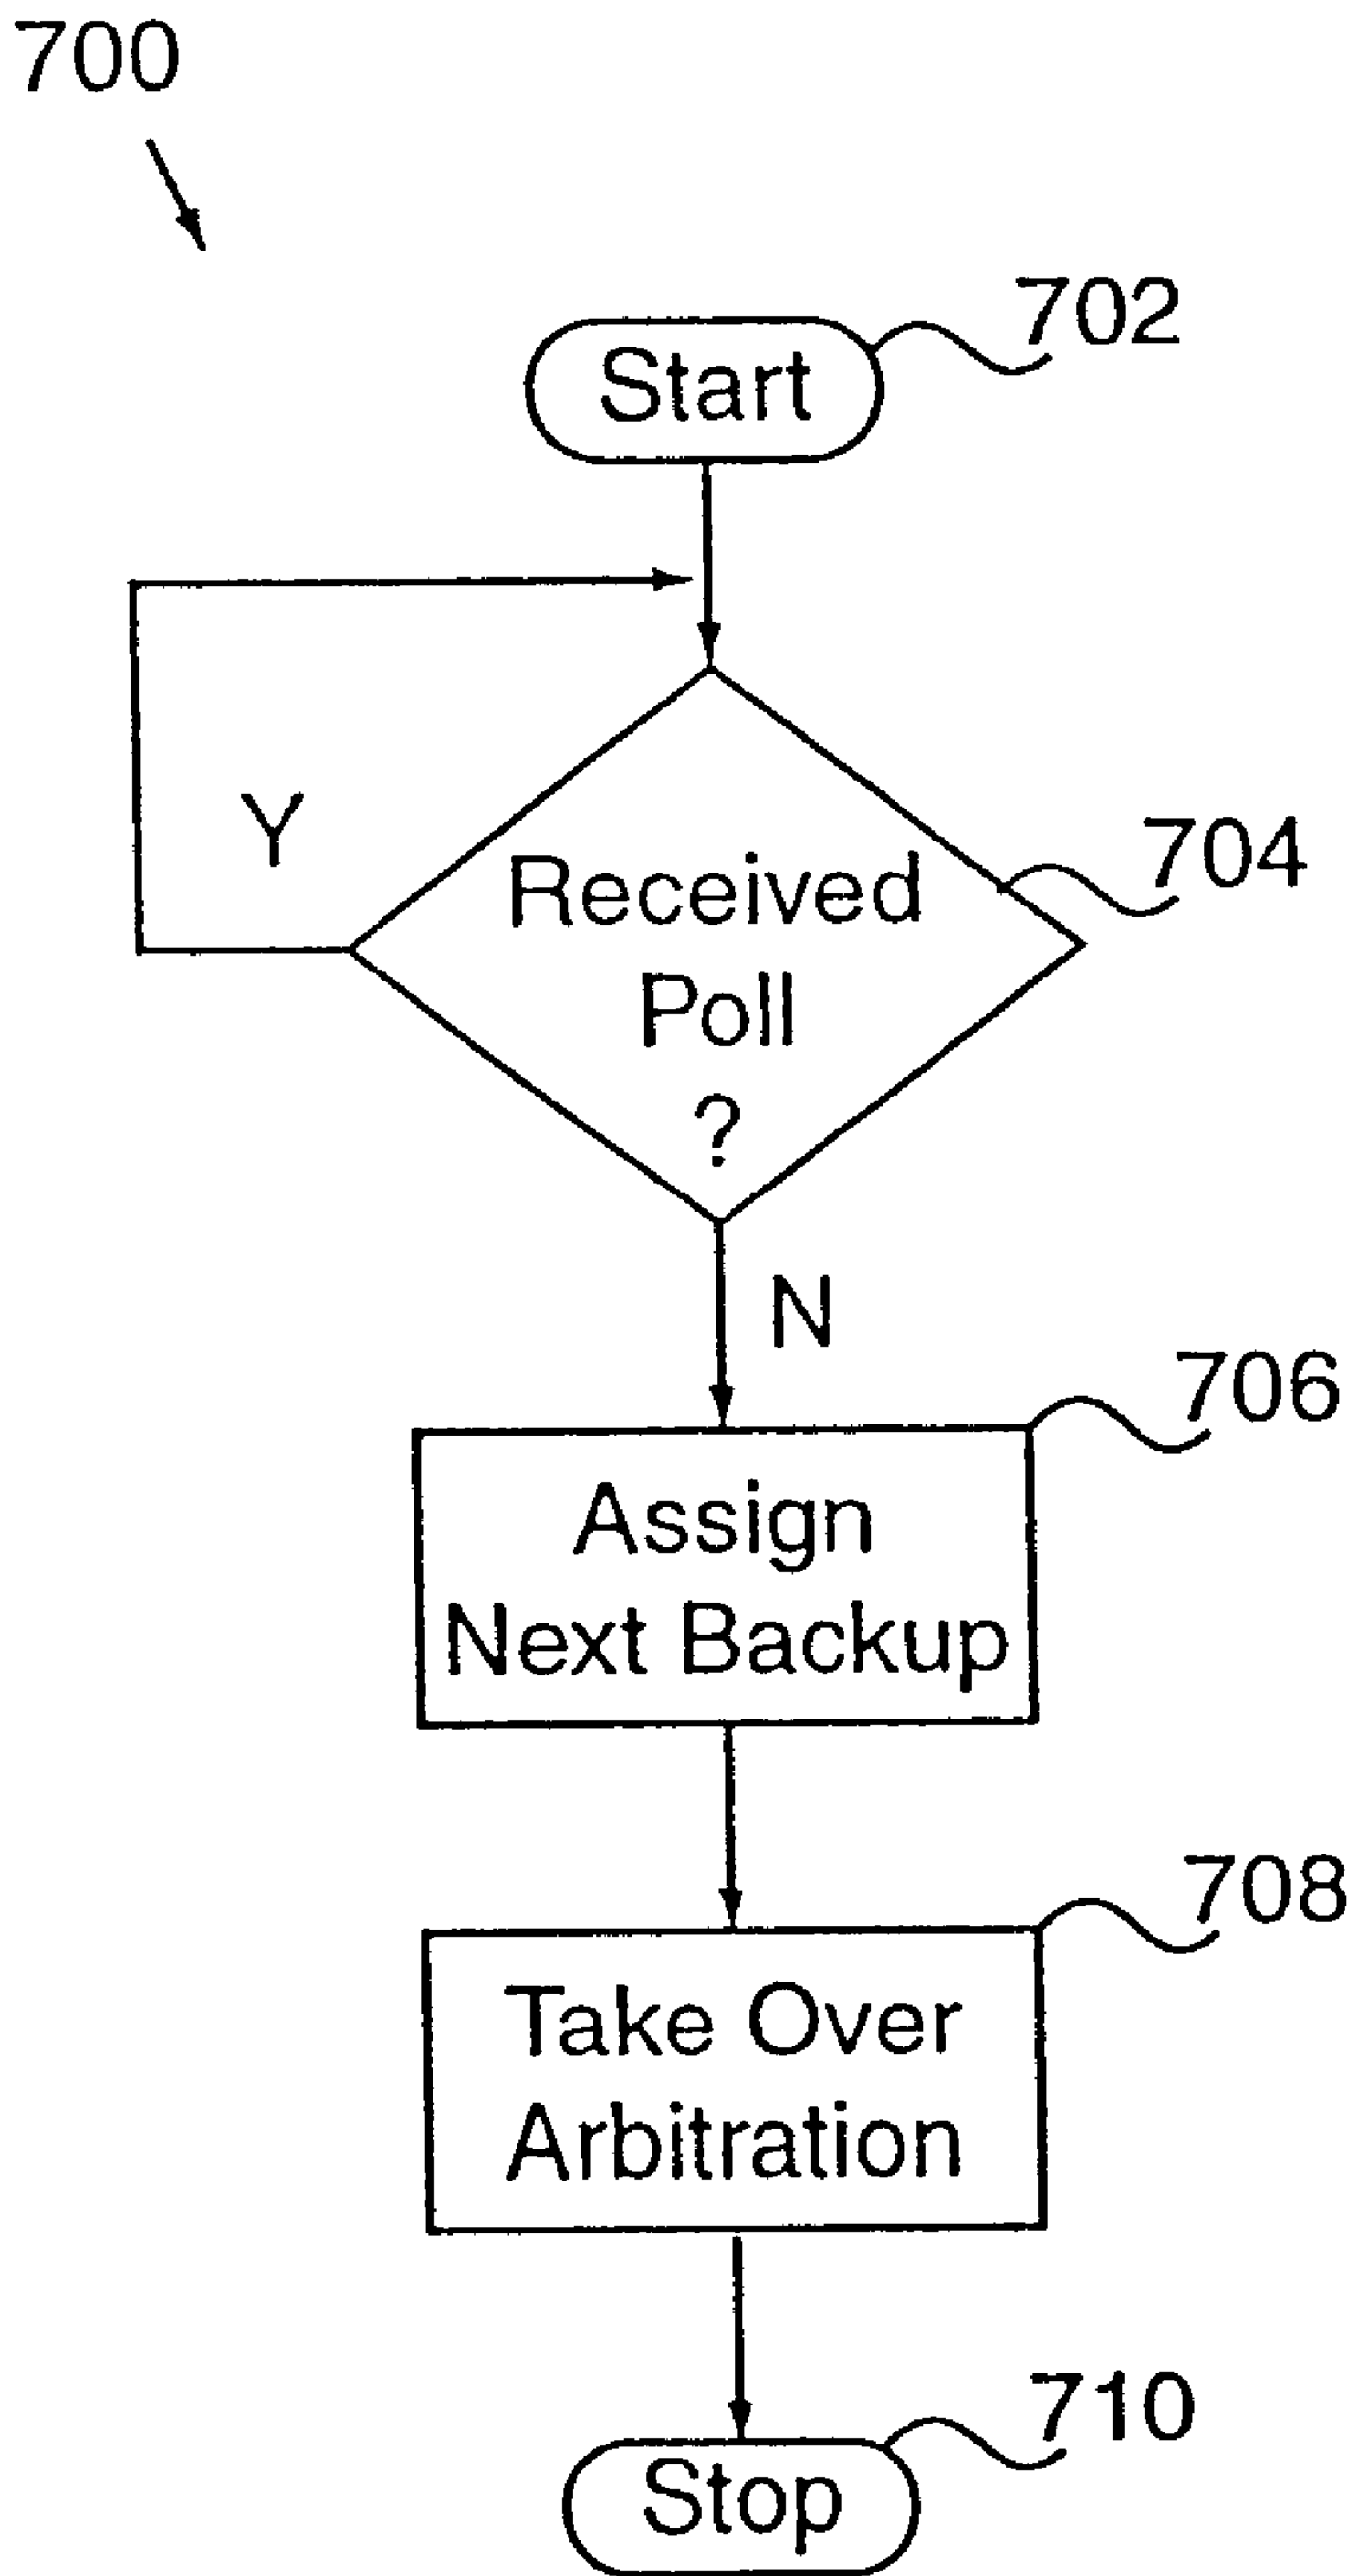 700
702
Start
Y
704
Received
Poll
?
N
706
Assign
Next Backup
708
Take Over
Arbitration
710
Stop